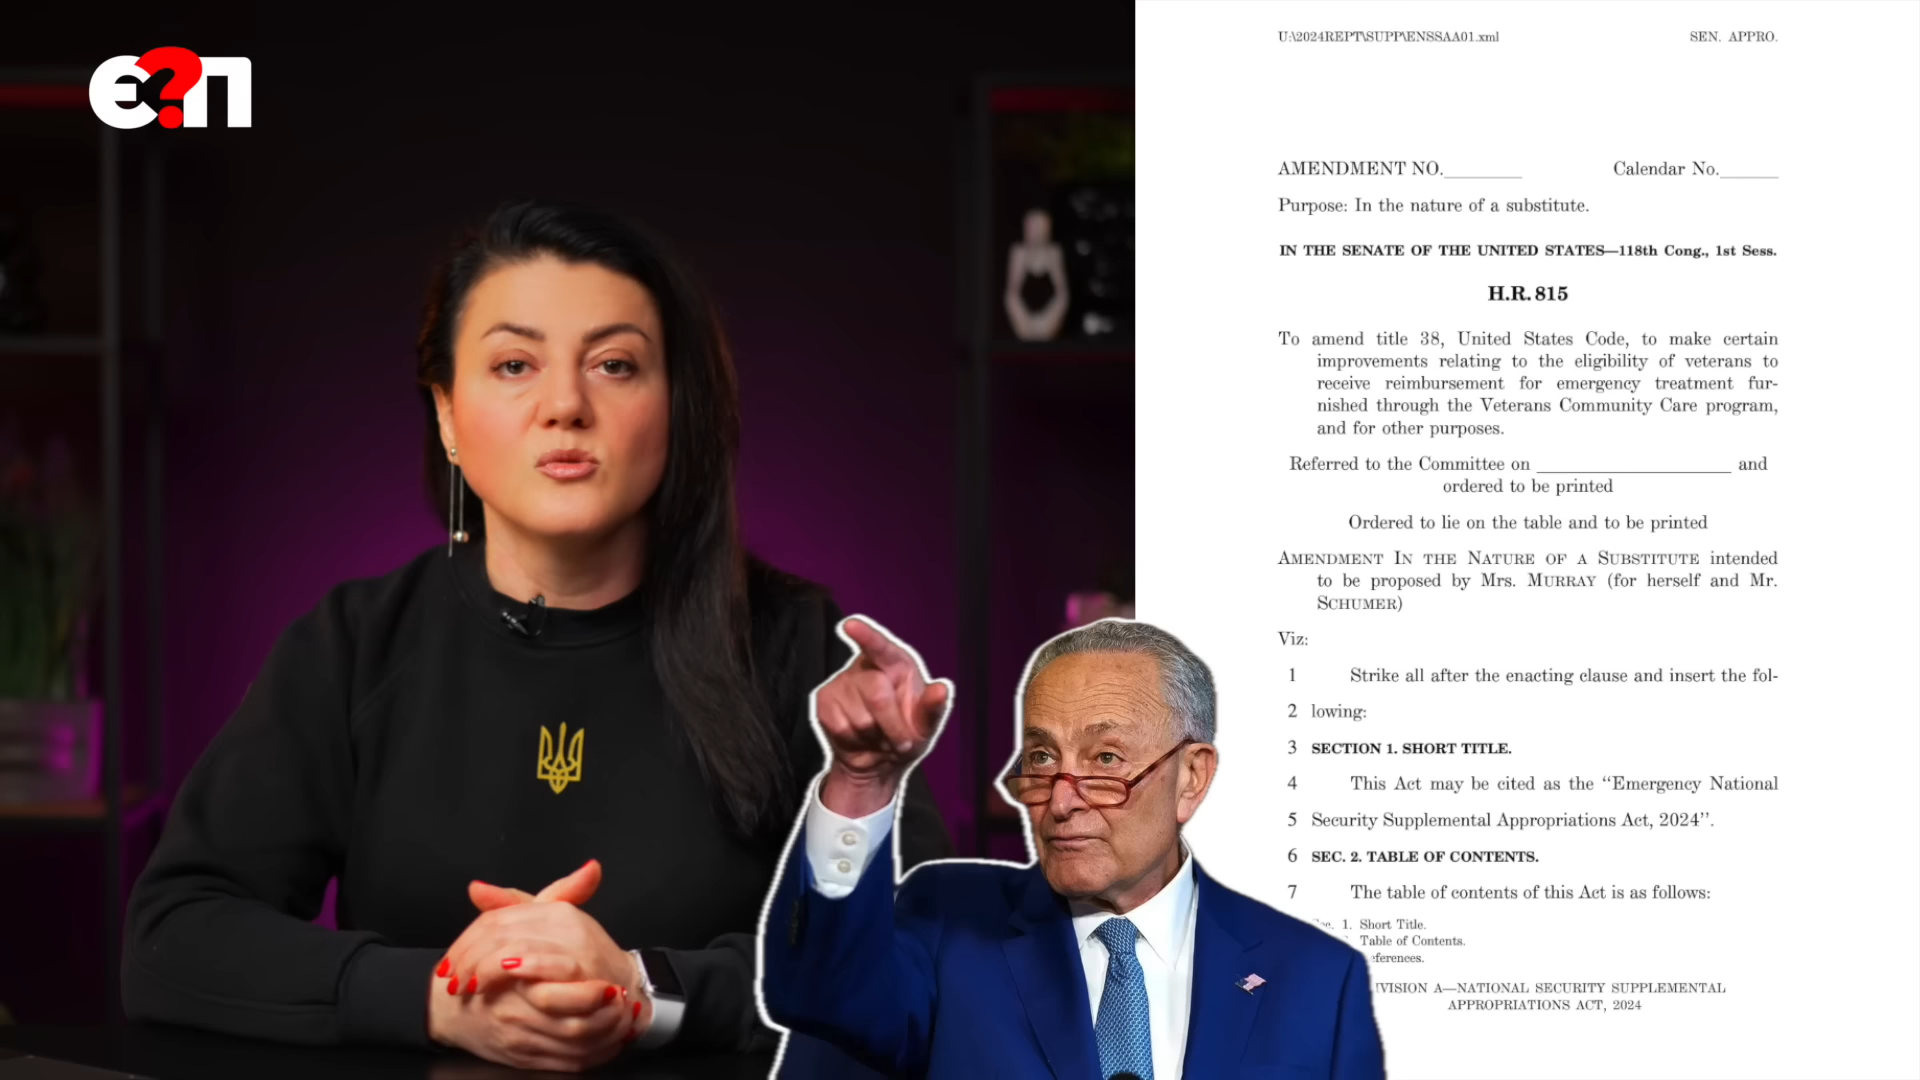 є?п
U:\2024REPT\SUPP\ENSSAA01.xml SEN. APPRO.
AMENDMENT NO.________ Calendar No.______
Purpose: In the nature of a substitute.
IN THE SENATE OF THE UNITED STATES—118th Cong., 1st Sess.
H.R. 815
To amend title 38, United States Code, to make certain
improvements relating to the eligibility of veterans to
receive reimbursement for emergency treatment fur-
nished through the Veterans Community Care program,
and for other purposes.
Referred to the Committee on ____________________ and
ordered to be printed
Ordered to lie on the table and to be printed
AMENDMENT IN THE NATURE OF A SUBSTITUTE intended
to be proposed by Mrs. MURRAY (for herself and Mr.
SCHUMER)
Viz:
1 Strike all after the enacting clause and insert the fol-
2 lowing:
3 SECTION 1. SHORT TITLE.
4 This Act may be cited as the ‘‘Emergency National
5 Security Supplemental Appropriations Act, 2024’’.
6 SEC. 2. TABLE OF CONTENTS.
7 The table of contents of this Act is as follows:
1. Short Title.
Table of Contents.
eferences.
IVISION A—NATIONAL SECURITY SUPPLEMENTAL
APPROPRIATIONS ACT, 2024